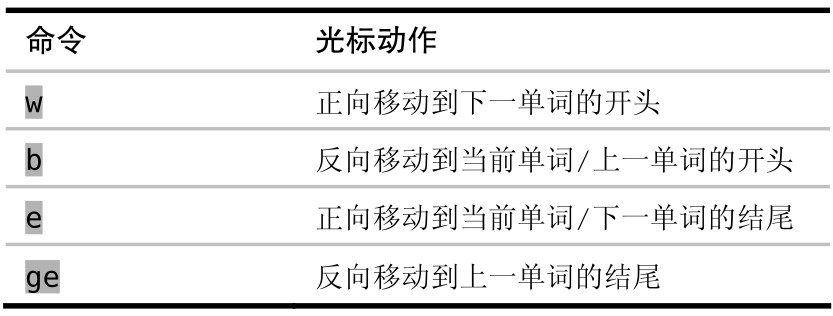 命令 光标动作
w 正向移动到下一单词的开头
b 反向移动到当前单词/上一单词的开头
e 正向移动到当前单词/下一单词的结尾
ge 反向移动到上一单词的结尾